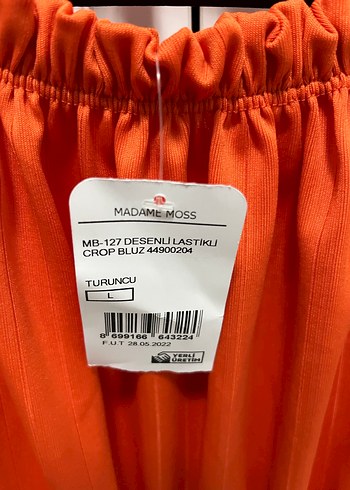 MADAME MOSS
MB-127 DESENLİ LASTİKLİ
CROP BLUZ 44900204
TURUNCU
L
8 699166 643224
F.U.T 28.05.2022
YERLİ
ÜRETİM